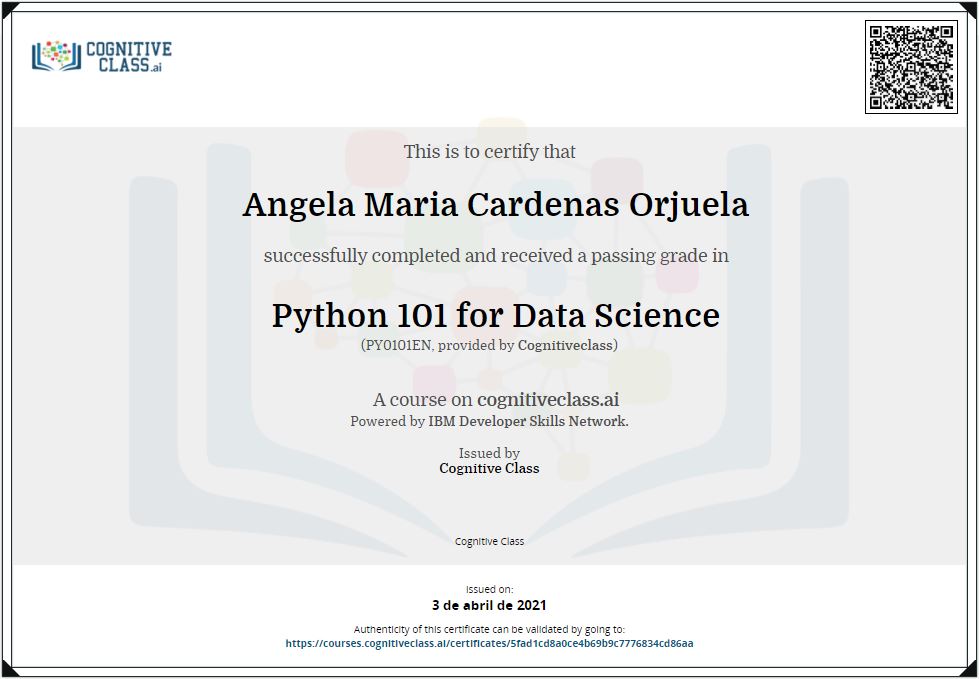 COGNITIVE
CLASS.ai
This is to certify that
Angela Maria Cardenas Orjuela
successfully completed and received a passing grade in
Python 101 for Data Science
(PY0101EN, provided by Cognitiveclass)
A course on cognitiveclass.ai
Powered by IBM Developer Skills Network.
Issued by
Cognitive Class
Cognitive Class
Issued on:
3 de abril de 2021
Authenticity of this certificate can be validated by going to:
https://courses.cognitiveclass.ai/certificates/5fad1cd8a0ce4b69b9c7776834cd86aa